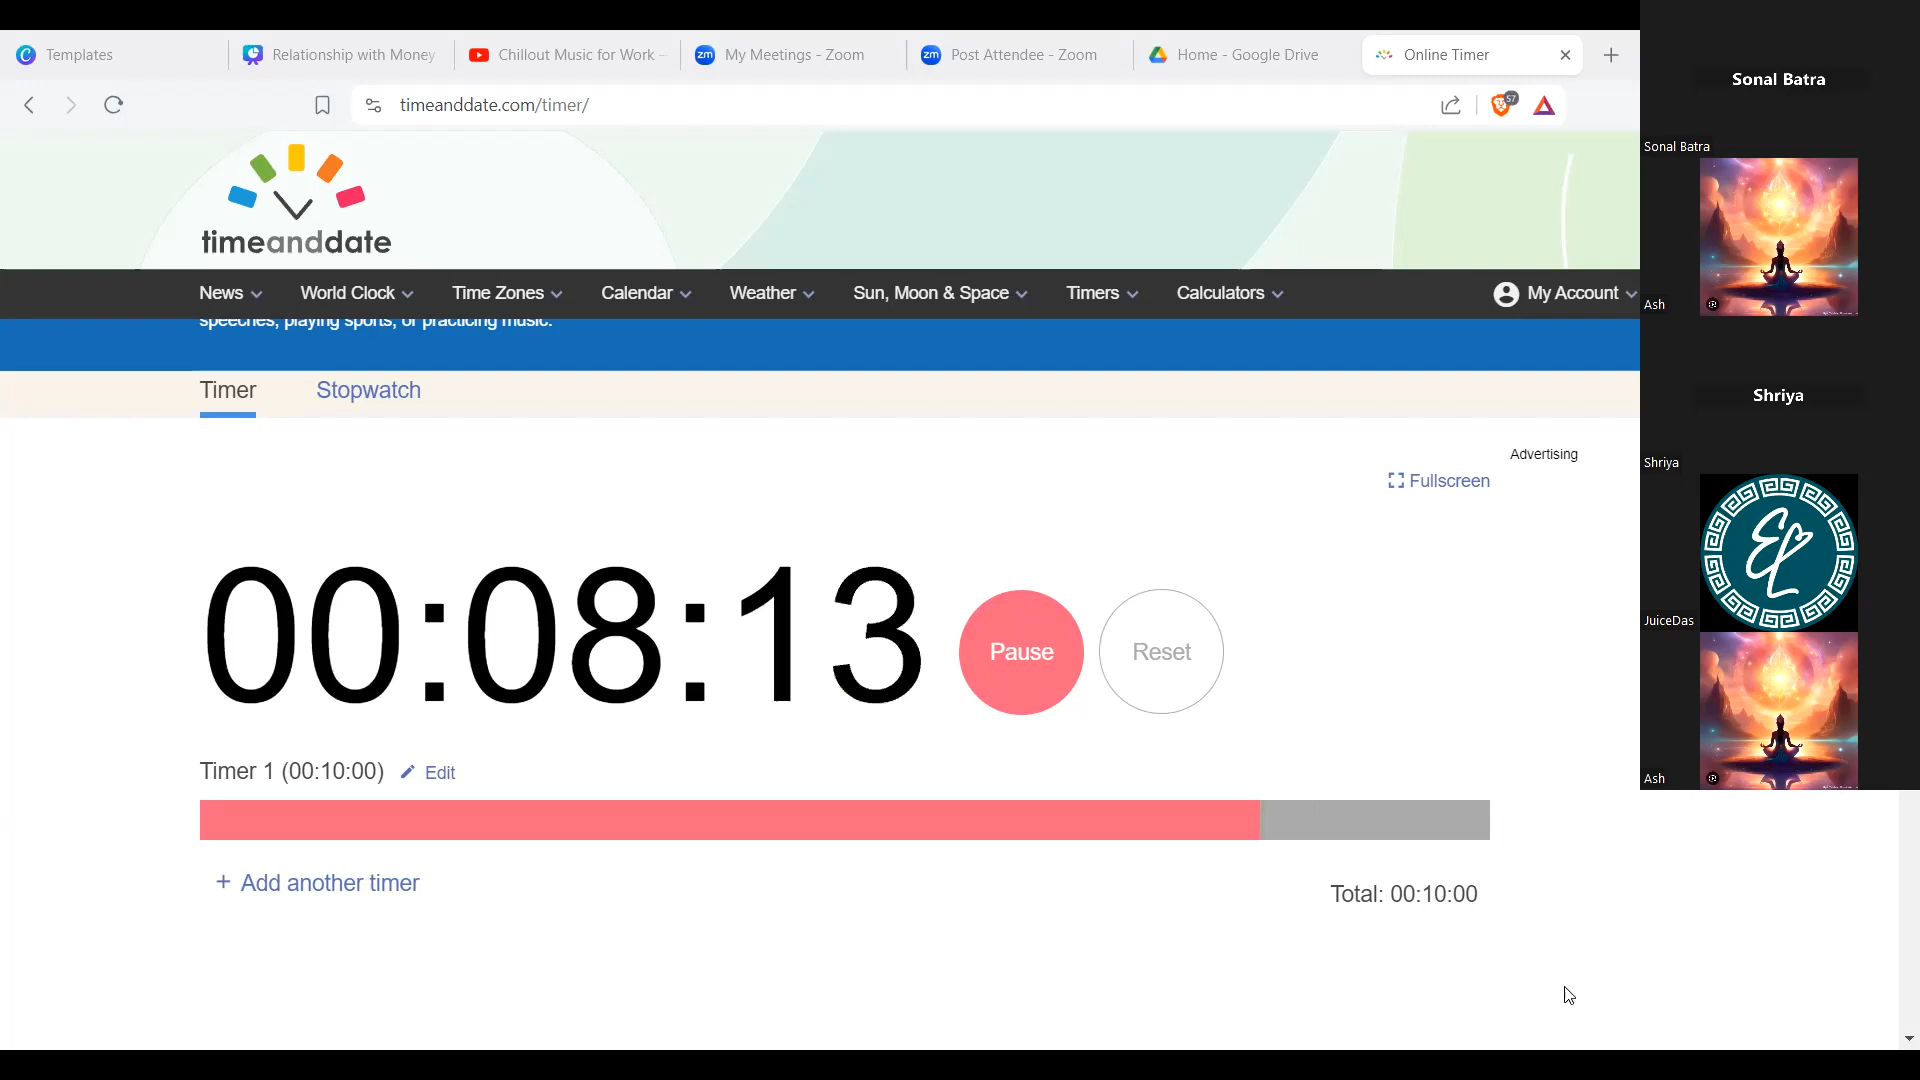 Templates
Relationship with Money
Chillout Music for Work
My Meetings - Zoom
Post Attendee - Zoom
Home - Google Drive
Online Timer
timeanddate.com/timer/
57
timeanddate
News
World Clock
Time Zones
Calendar
Weather
Sun, Moon & Space
Timers
Calculators
My Account
speeches, playing sports, or practicing music.
Timer
Stopwatch
Advertising
Fullscreen
00:08:13
Pause
Reset
Timer 1 (00:10:00)
Edit
+ Add another timer
Total: 00:10:00
Sonal Batra
Sonal Batra
Ash
Shriya
Shriya
EL
JuiceDas
Ash